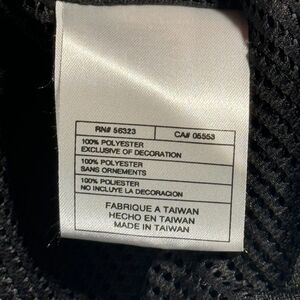 RN# 56323 CA# 05553
100% POLYESTER
EXCLUSIVE OF DECORATION
100% POLYESTER
SANS ORNEMENTS
100% POLIESTER
NO INCLUYE LA DECORACION
FABRIQUE A TAIWAN
HECHO EN TAIWAN
MADE IN TAIWAN